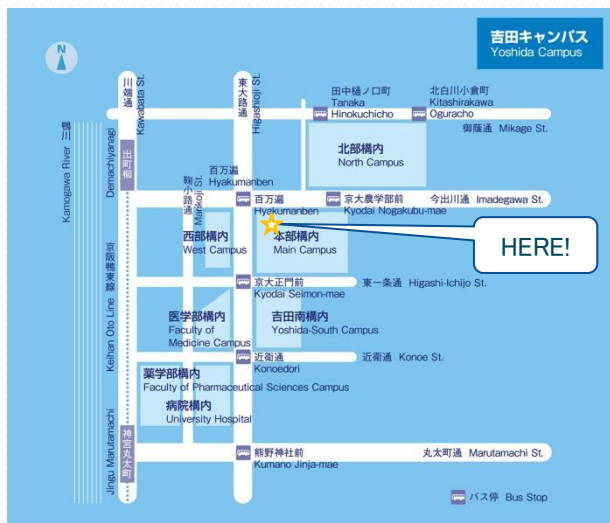 吉田キャンパス
Yoshida Campus
N
川端通
Kawabata St.
東大路通
Higashioji St.
田中樋ノ口町
Tanaka
Hinokuchicho
北白川小倉町
Kitashirakawa
Oguracho
御蔭通 Mikage St.
鴨川
Kamogawa River
出町柳
Demachiyanagi
北部構内
North Campus
百万遍
Hyakumanben
鞠小路通
Marikoji St.
百万遍
Hyakumanben
京大農学部前
Kyodai Nogakubu-mae
今出川通 Imadegawa St.
HERE!
西部構内
West Campus
本部構内
Main Campus
京阪鴨東線
Keihan Oto Line
京大正門前
Kyodai Seimon-mae
東一条通 Higashi-Ichijo St.
医学部構内
Faculty of
Medicine Campus
吉田南構内
Yoshida-South Campus
近衛通
Konoedori
近衛通 Konoe St.
薬学部構内
Faculty of Pharmaceutical Sciences Campus
病院構内
University Hospital
神宮丸太町
Jingu Marutamachi
熊野神社前
Kumano Jinja-mae
丸太町通 Marutamachi St.
バス停 Bus Stop